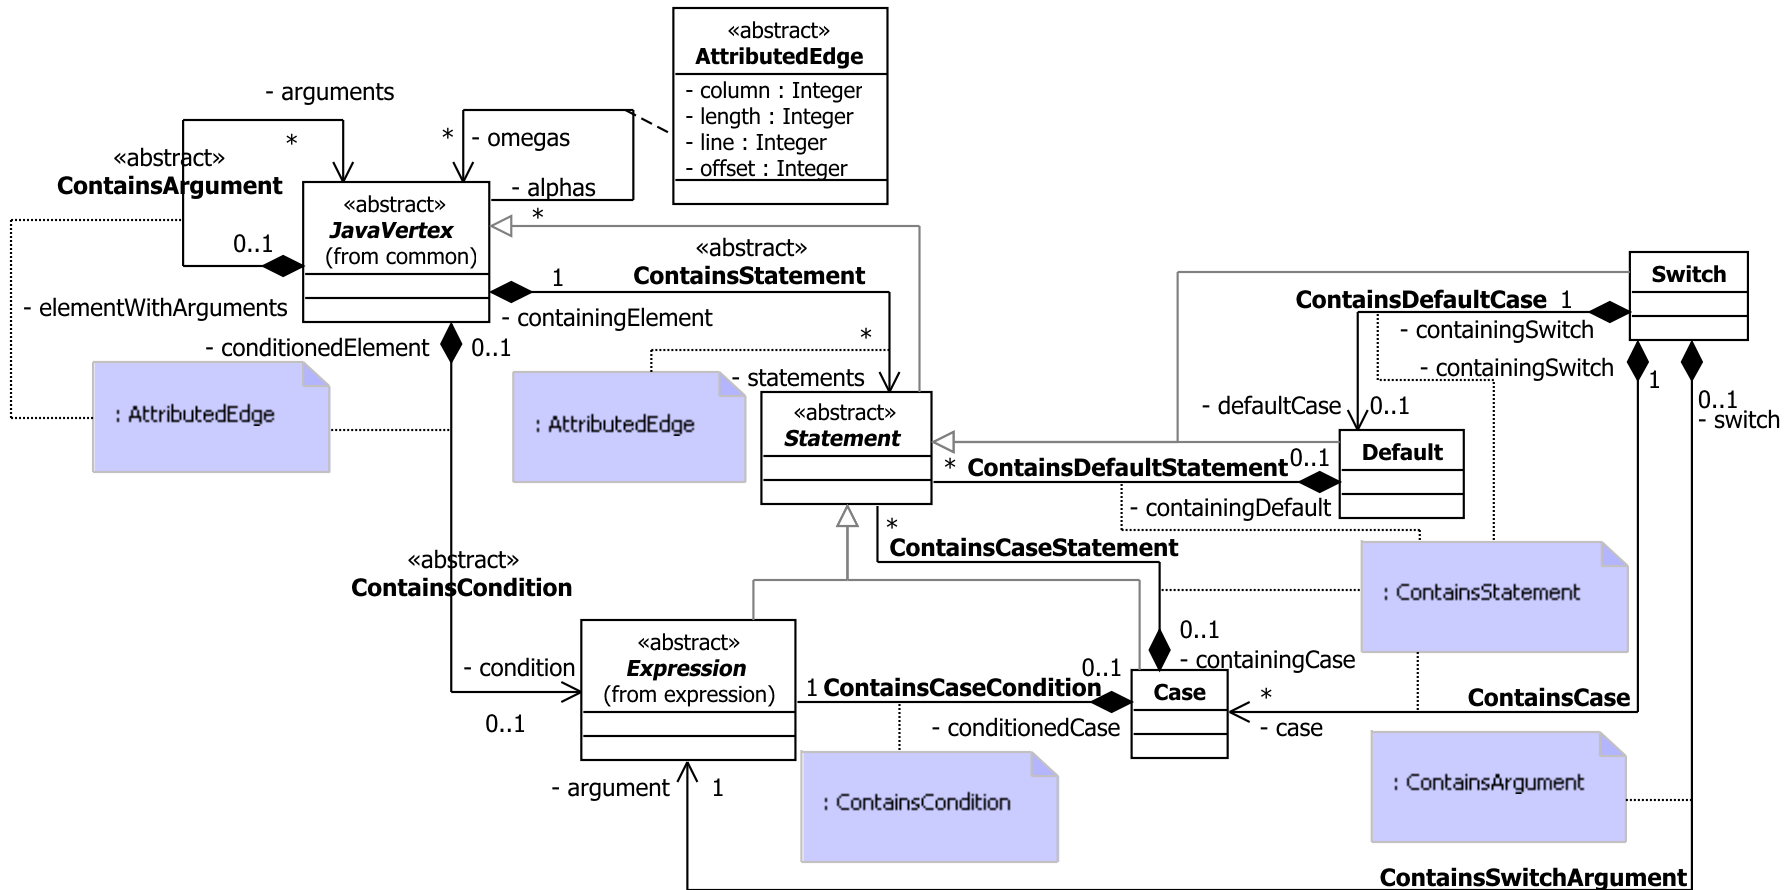 «abstract»
AttributedEdge
- column : Integer
- length : Integer
- line : Integer
- offset : Integer
- arguments
*
* - omegas
- alphas
*
«abstract»
ContainsArgument
0..1
- elementWithArguments
«abstract»
JavaVertex
(from common)
«abstract»
ContainsStatement
1
- containingElement
*
- statements
- conditionedElement 0..1
: AttributedEdge
: AttributedEdge
«abstract»
Statement
Switch
ContainsDefaultCase 1
- containingSwitch
- containingSwitch
1
0..1
- switch
- defaultCase 0..1
Default
* ContainsDefaultStatement 0..1
- containingDefault
*
ContainsCaseStatement
: ContainsStatement
«abstract»
ContainsCondition
- condition
0..1
«abstract»
Expression
(from expression)
1 ContainsCaseCondition 0..1
- conditionedCase
0..1
- containingCase
Case
*
- case
ContainsCase
- argument 1
: ContainsCondition
: ContainsArgument
ContainsSwitchArgument